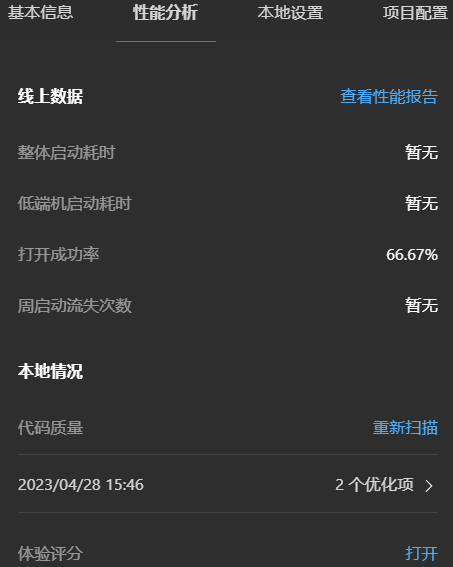 基本信息 性能分析 本地设置 项目配置
线上数据 查看性能报告
整体启动耗时 暂无
低端机启动耗时 暂无
打开成功率 66.67%
周启动流失次数 暂无
本地情况
代码质量 重新扫描
2023/04/28 15:46 2 个优化项
体验评分 打开